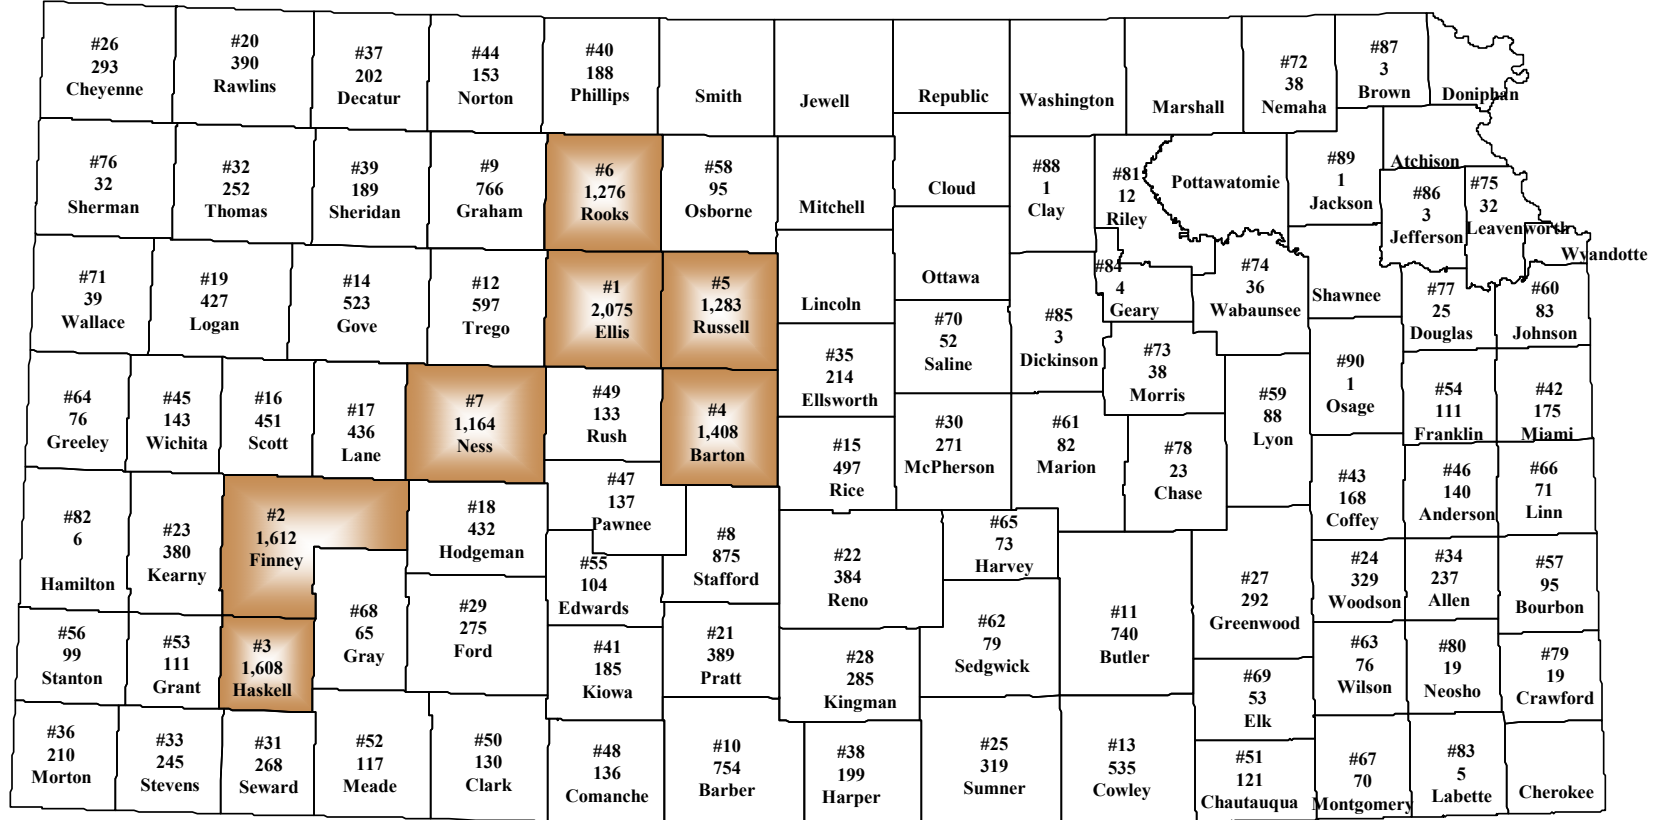 #26
293
Cheyenne
#20
390
Rawlins
#37
202
Decatur
#44
153
Norton
#40
188
Phillips
Smith
Jewell
Republic
Washington
Marshall
#72
38
Nemaha
#87
3
Brown
Doniphan
#76
32
Sherman
#32
252
Thomas
#39
189
Sheridan
#9
766
Graham
#6
1,276
Rooks
#58
95
Osborne
Mitchell
Cloud
#88
1
Clay
#81
12
Riley
Pottawatomie
#89
1
Jackson
Atchison
#86
3
Jefferson
#75
32
Leavenworth
Wyandotte
#71
39
Wallace
#19
427
Logan
#14
523
Gove
#12
597
Trego
#1
2,075
Ellis
#5
1,283
Russell
Lincoln
Ottawa
#70
52
Saline
#85
3
Dickinson
#84
4
Geary
#74
36
Wabaunsee
Shawnee
#77
25
Douglas
#60
83
Johnson
#64
76
Greeley
#45
143
Wichita
#16
451
Scott
#17
436
Lane
#7
1,164
Ness
#49
133
Rush
#4
1,408
Barton
#35
214
Ellsworth
#15
497
Rice
#30
271
McPherson
#61
82
Marion
#73
38
Morris
#78
23
Chase
#59
88
Lyon
#90
1
Osage
#54
111
Franklin
#42
175
Miami
#82
6
Hamilton
#23
380
Kearny
#2
1,612
Finney
#18
432
Hodgeman
#47
137
Pawnee
#55
104
Edwards
#8
875
Stafford
#22
384
Reno
#65
73
Harvey
#43
168
Coffey
#46
140
Anderson
#66
71
Linn
#56
99
Stanton
#53
111
Grant
#3
1,608
Haskell
#68
65
Gray
#29
275
Ford
#41
185
Kiowa
#21
389
Pratt
#28
285
Kingman
#62
79
Sedgwick
#11
740
Butler
#27
292
Greenwood
#24
329
Woodson
#34
237
Allen
#57
95
Bourbon
#69
53
Elk
#63
76
Wilson
#80
19
Neosho
#79
19
Crawford
#36
210
Morton
#33
245
Stevens
#31
268
Seward
#52
117
Meade
#50
130
Clark
#48
136
Comanche
#10
754
Barber
#38
199
Harper
#25
319
Sumner
#13
535
Cowley
#51
121
Chautauqua
#67
70
Montgomery
#83
5
Labette
Cherokee